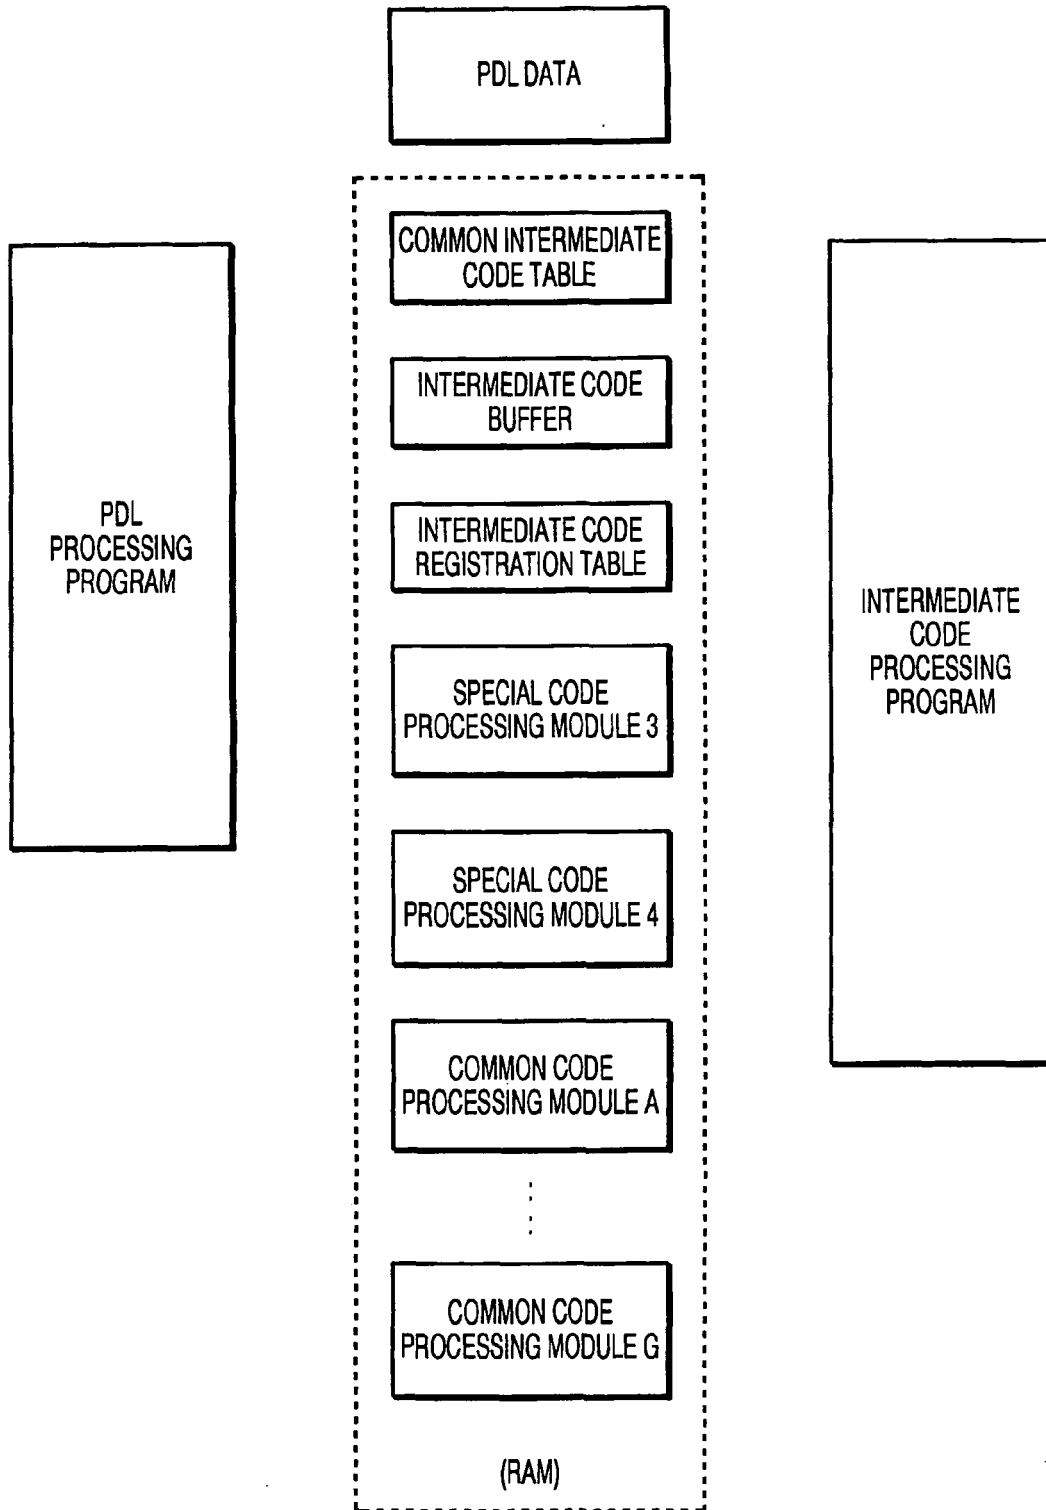 PDL DATA
COMMON INTERMEDIATE
CODE TABLE
INTERMEDIATE CODE
BUFFER
PDL
PROCESSING
PROGRAM
INTERMEDIATE CODE
REGISTRATION TABLE
INTERMEDIATE
CODE
PROCESSING
PROGRAM
SPECIAL CODE
PROCESSING MODULE 3
SPECIAL CODE
PROCESSING MODULE 4
COMMON CODE
PROCESSING MODULE A
COMMON CODE
PROCESSING MODULE G
(RAM)